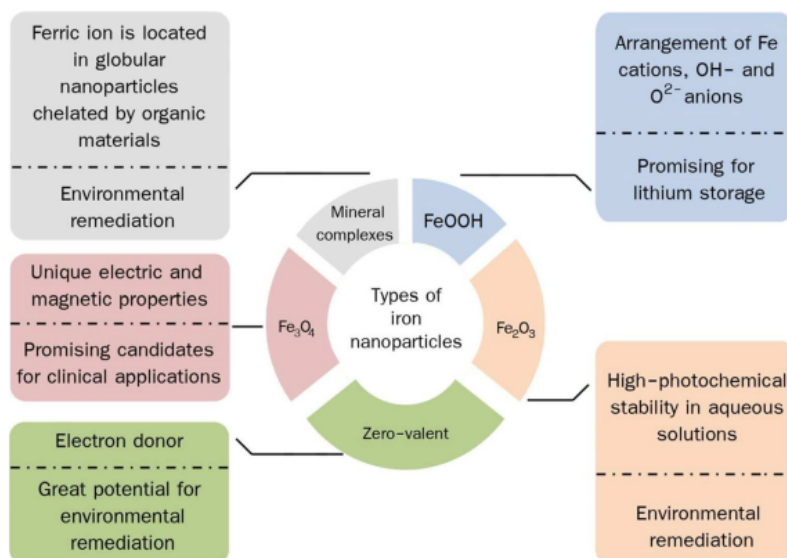 Ferric ion is located
in globular
nanoparticles
chelated by organic
materials
Environmental
remediation
Arrangement of Fe
cations, OH- and
O²⁻ anions
Promising for
lithium storage
Mineral
complexes
FeOOH
Unique electric and
magnetic properties
Promising candidates
for clinical applications
Fe₃O₄
Types of
iron
nanoparticles
Fe₂O₃
High-photochemical
stability in aqueous
solutions
Environmental
remediation
Zero-valent
Electron donor
Great potential for
environmental
remediation